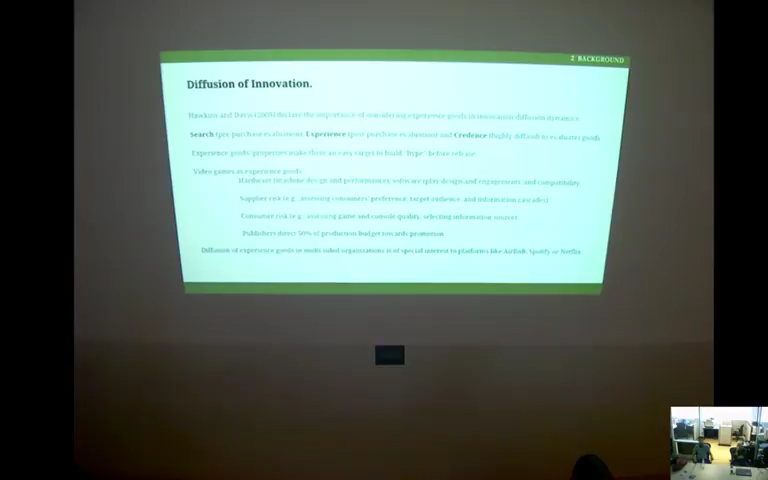 2 BACKGROUND
Diffusion of Innovation.
Hawkins and Davis (2009) declare the importance of considering experience goods in innovation diffusion dynamics.
Search (pre purchase evaluation), Experience (post purchase evaluation) and Credence (highly difficult to evaluate) goods
Experience goods' properties make them an easy target to build "hype" before release.
Video games as experience goods:
Hardware (machine design and performance), software (play design and engagement), and compatibility
Supplier risk (e.g., assessing consumers' preference, target audience, and information cascades)
Consumer risk (e.g., assessing game and console quality, selecting information sources
Publishers direct 50% of production budget towards promotion
Diffusion of experience goods in multi-sided organizations is of special interest to platforms like AirBnB, Spotify or Netflix.